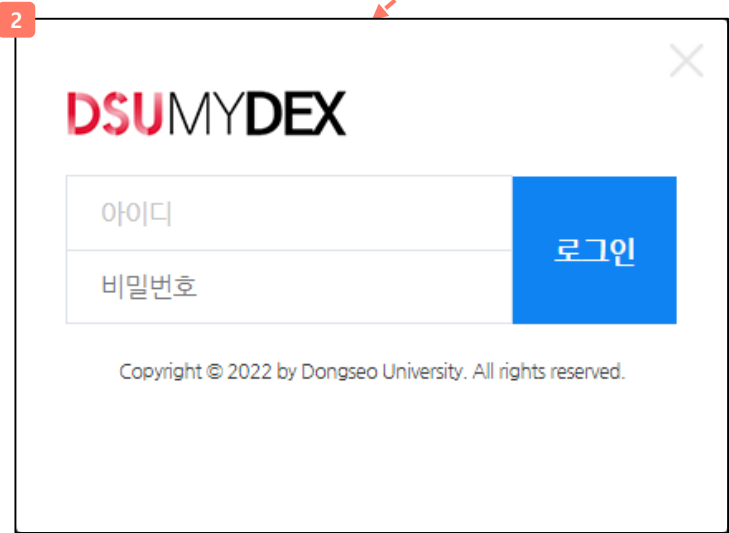 2
DSUMYDEX
아이디
로그인
비밀번호
Copyright © 2022 by Dongseo University. All rights reserved.